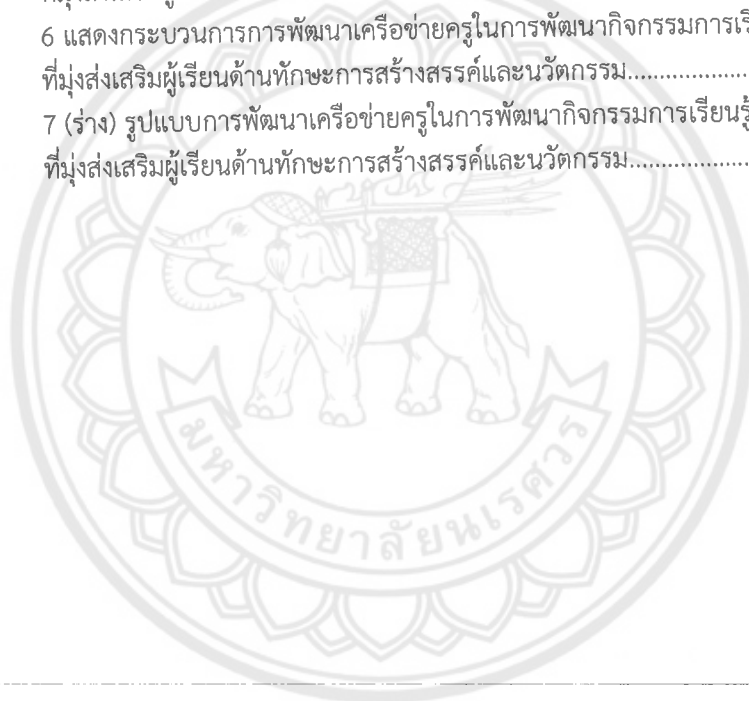 6 แสดงกระบวนการการพัฒนาเครือข่ายครูในการพัฒนากิจกรรมการเรี
ที่มุ่งส่งเสริมผู้เรียนด้านทักษะการสร้างสรรค์และนวัตกรรม..................
7 (ร่าง) รูปแบบการพัฒนาเครือข่ายครูในการพัฒนากิจกรรมการเรียนรู้
ที่มุ่งส่งเสริมผู้เรียนด้านทักษะการสร้างสรรค์และนวัตกรรม..................
มหาวิทยาลัยนเรศวร